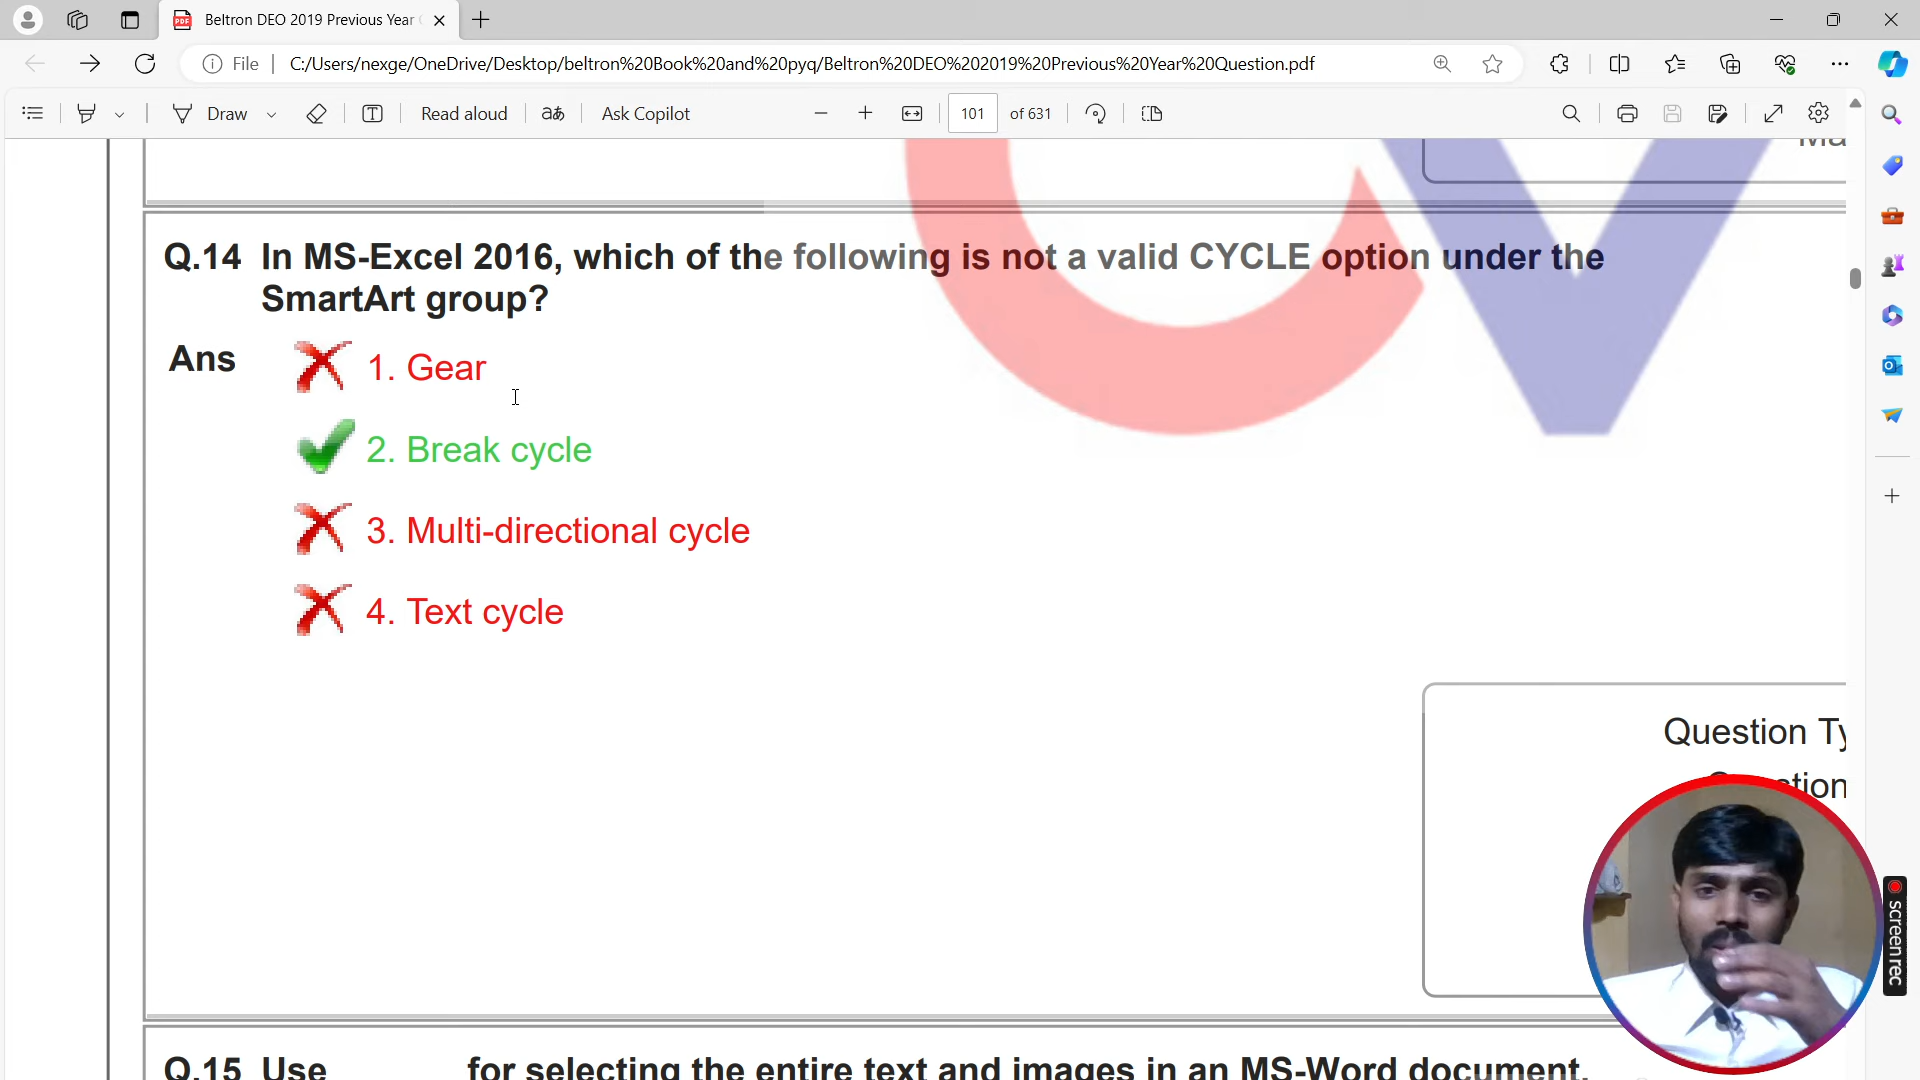 Beltron DEO 2019 Previous Year
File
C:/Users/nexge/OneDrive/Desktop/beltron%20Book%20and%20pyq/Beltron%20DEO%202019%20Previous%20Year%20Question.pdf
Draw
Read aloud
aあ
Ask Copilot
101
of 631
Q.14 In MS-Excel 2016, which of the following is not a valid CYCLE option under the
SmartArt group?
Ans
1. Gear
2. Break cycle
3. Multi-directional cycle
4. Text cycle
Question Ty
Q.15 Use for selecting the entire text and images in an MS-Word document.
screenrec
CV